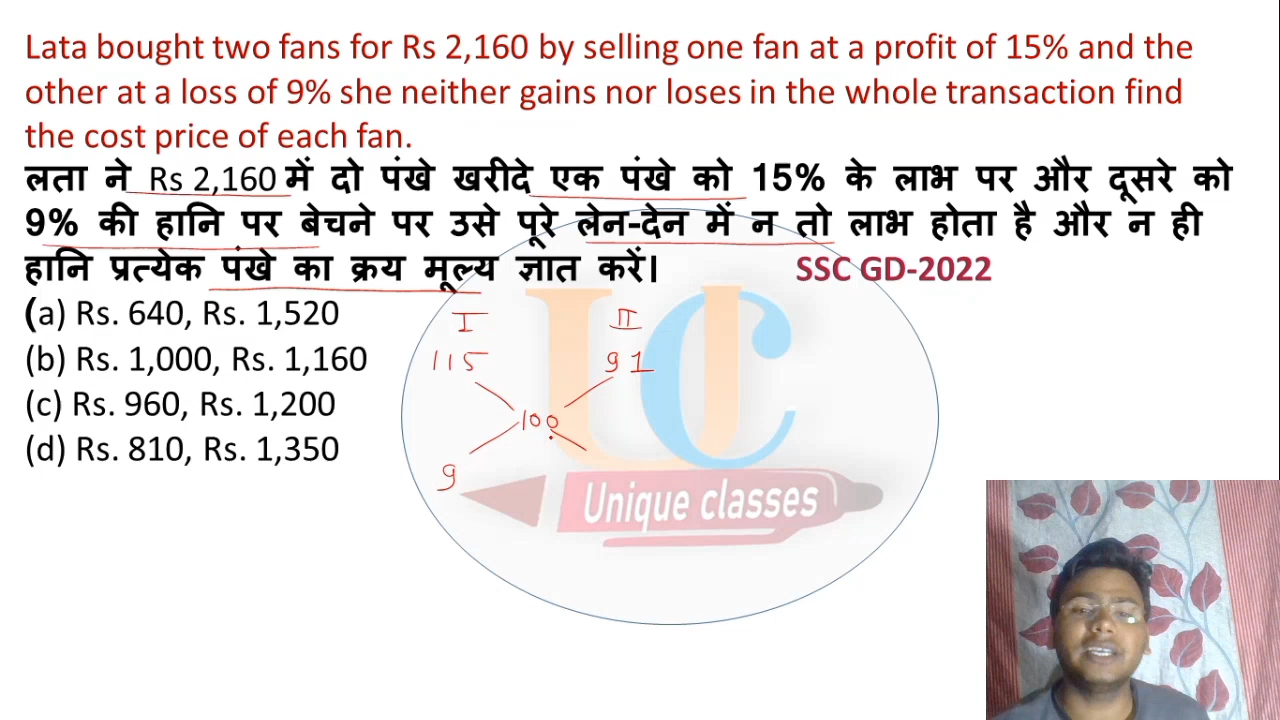 Lata bought two fans for Rs 2,160 by selling one fan at a profit of 15% and the
other at a loss of 9% she neither gains nor loses in the whole transaction find
the cost price of each fan.
लता ने Rs 2,160 में दो पंखे खरीदे एक पंखे को 15% के लाभ पर और दूसरे को
9% की हानि पर बेचने पर उसे पूरे लेन-देन में न तो लाभ होता है और न ही
हानि प्रत्येक पंखे का क्रय मूल्य ज्ञात करें। SSC GD-2022
(a) Rs. 640, Rs. 1,520
(b) Rs. 1,000, Rs. 1,160
(c) Rs. 960, Rs. 1,200
(d) Rs. 810, Rs. 1,350
I II
115 91
100
9
UC
Unique classes